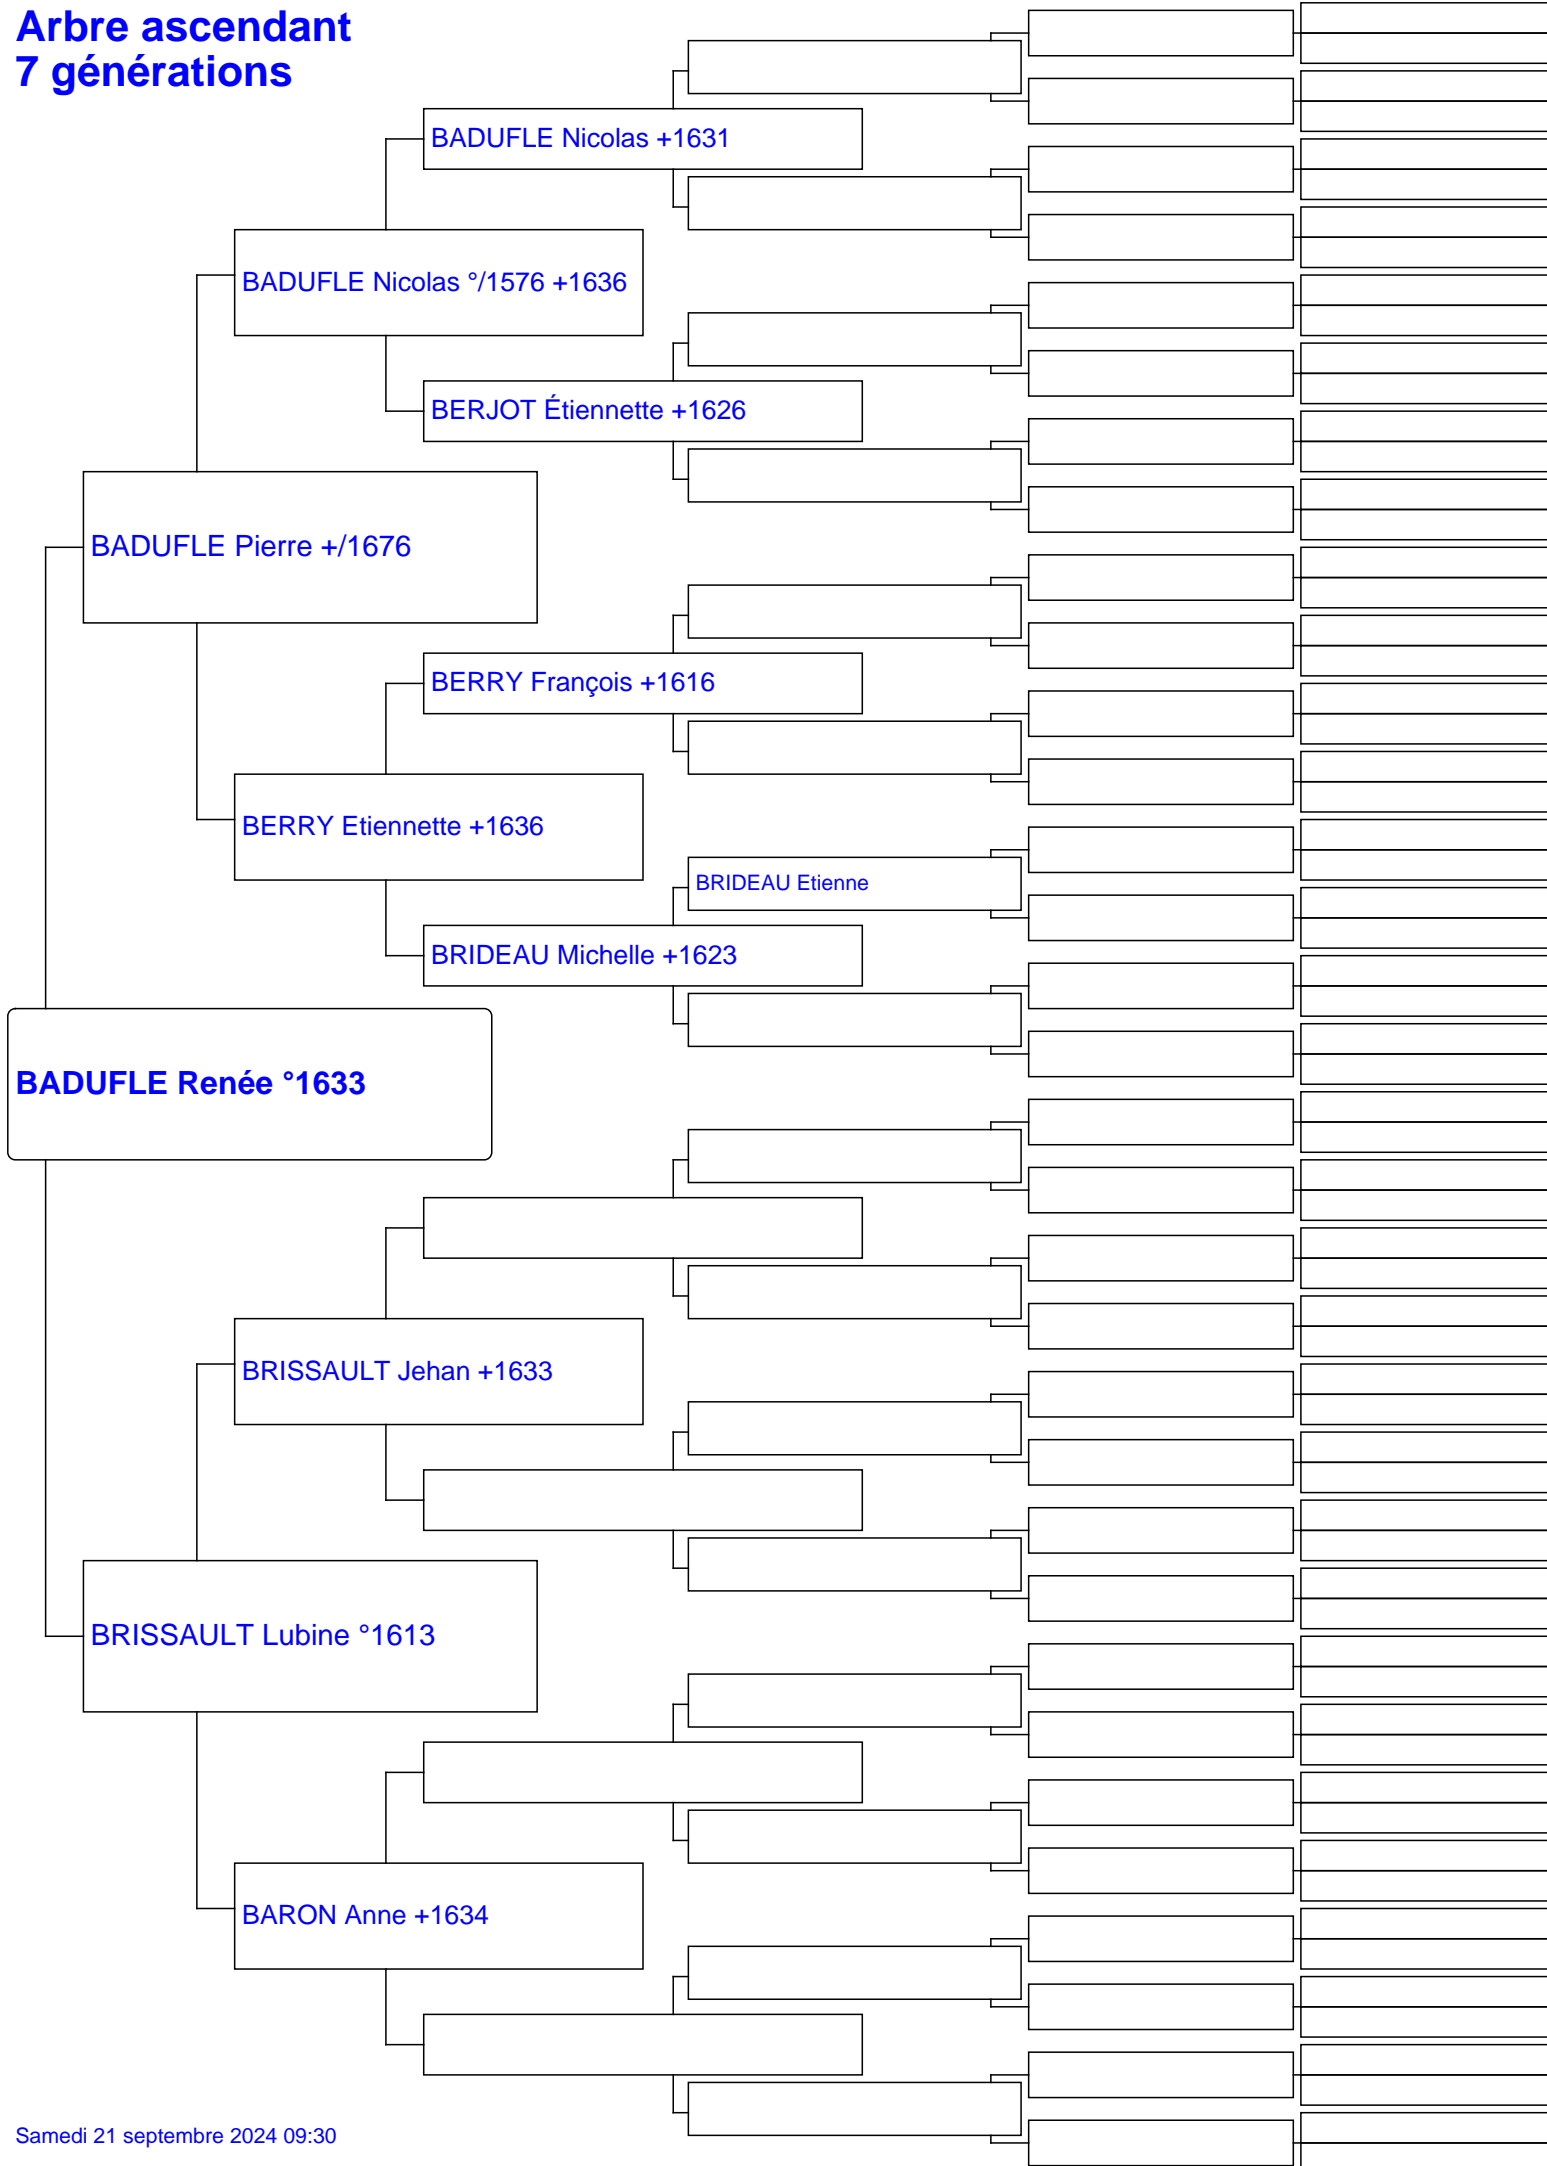 Arbre ascendant
7 générations
BADUFLE Nicolas +1631
BADUFLE Nicolas °/1576 +1636
BERJOT Étiennette +1626
BADUFLE Pierre +/1676
BERRY François +1616
BERRY Etiennette +1636
BRIDEAU Etienne
BRIDEAU Michelle +1623
BADUFLE Renée °1633
BRISSAULT Jehan +1633
BRISSAULT Lubine °1613
BARON Anne +1634
Samedi 21 septembre 2024 09:30